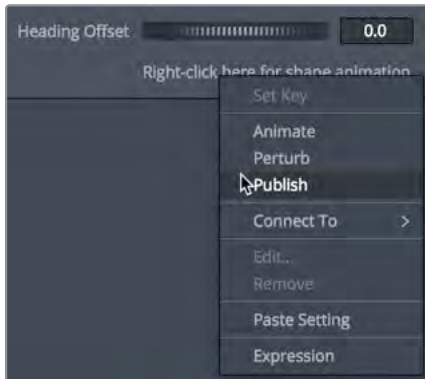 Heading Offset 0.0
Right-click here for shape animation
Set Key
Animate
Perturb
Publish
Connect To >
Edit...
Remove
Paste Setting
Expression